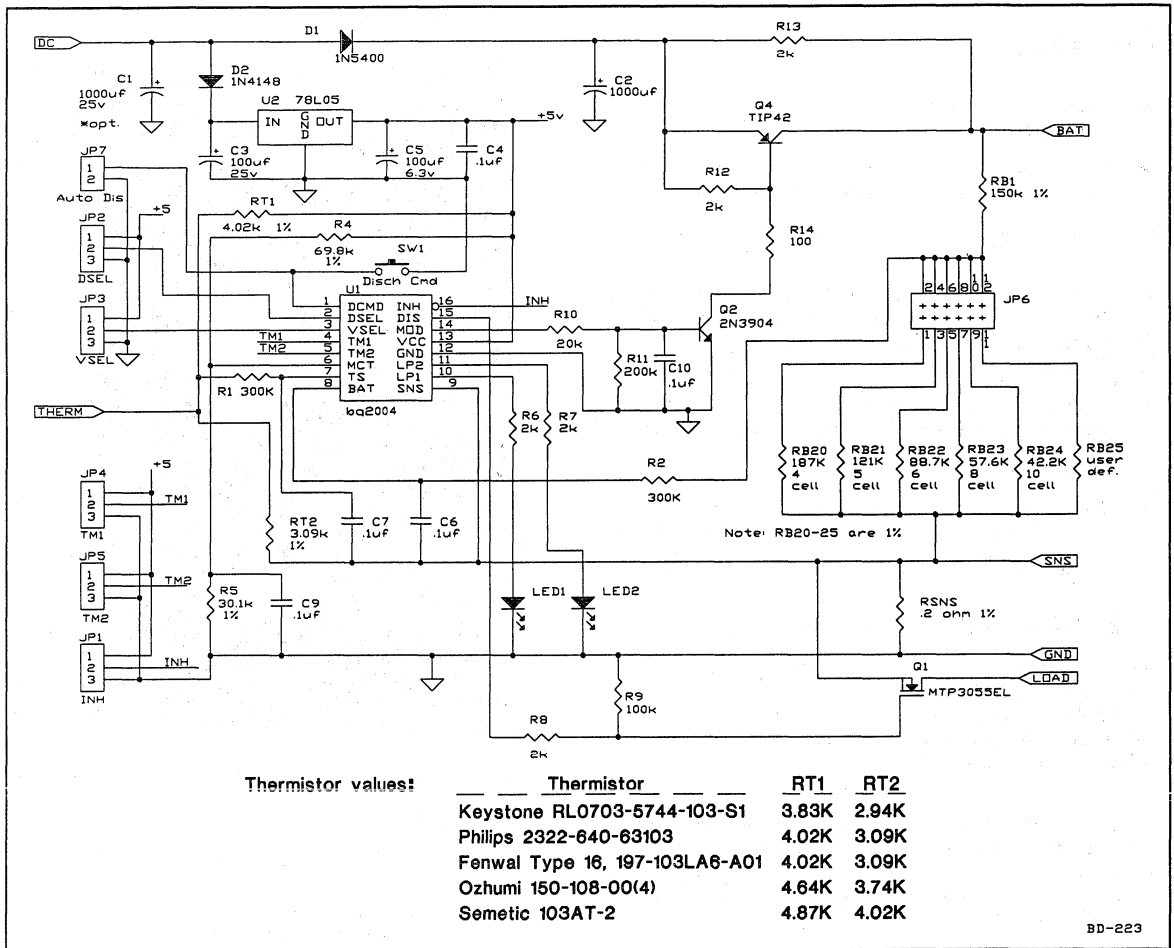 DC
D1
1N5400
R13
2k
C1
1000uf
25v
*opt.
D2
1N4148
U2 78L05
IN GND OUT
+5v
C2
1000uf
Q4
TIP42
BAT
C3
100uf
25v
C5
100uf
6.3v
C4
.1uf
JP7
1
2
Auto Dis
R12
2k
RB1
150k 1%
RT1
4.02k 1%
+5
JP2
1
2
3
DSEL
R4
69.8k
1%
SW1
Disch Cmd
R14
100
JP3
1
2
3
VSEL
U1
1 DCMD INH 16
2 DSEL DIS 15
3 VSEL MOD 14
4 TM1 VCC 13
5 TM2 GND 12
6 MCT LP2 11
7 TS LP1 10
8 BAT SNS 9
bq2004
INH
TM1
TM2
R10
20k
Q2
2N3904
2 4 6 8 10 12
JP6
1 3 5 7 9 11
R11
200k
C10
.1uf
R1 300K
THERM
R6
2k
R7
2k
RB20
187K
4
cell
RB21
121K
5
cell
RB22
88.7K
6
cell
RB23
57.6K
8
cell
RB24
42.2K
10
cell
RB25
user
def.
R2
300K
JP4
+5
1
2
3
TM1
TM1
RT2
3.09k
1%
C7
.1uf
C6
.1uf
Note: RB20-25 are 1%
SNS
JP5
1
2
3
TM2
TM2
R5
30.1k
1%
C9
.1uf
LED1
LED2
RSNS
.2 ohm 1%
JP1
1
2
3
INH
INH
GND
Q1
LOAD
MTP3055EL
R9
100k
R8
2k
Thermistor values:
Thermistor RT1 RT2
Keystone RL0703-5744-103-S1 3.83K 2.94K
Philips 2322-640-63103 4.02K 3.09K
Fenwal Type 16, 197-103LA6-A01 4.02K 3.09K
Ozhumi 150-108-00(4) 4.64K 3.74K
Semetic 103AT-2 4.87K 4.02K
BD-223